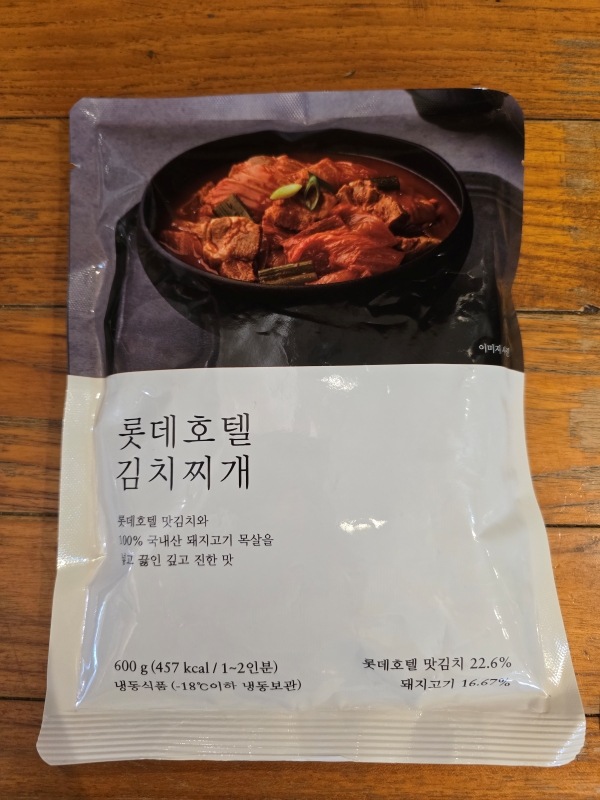 이미지
롯데호텔
김치찌개
롯데호텔 맛김치와
100% 국내산 돼지고기 목살을
끓인 깊고 진한 맛
600 g (457 kcal / 1~2인분)
냉동식품 (-18℃이하 냉동보관)
롯데호텔 맛김치 22.6%
돼지고기 16.67%